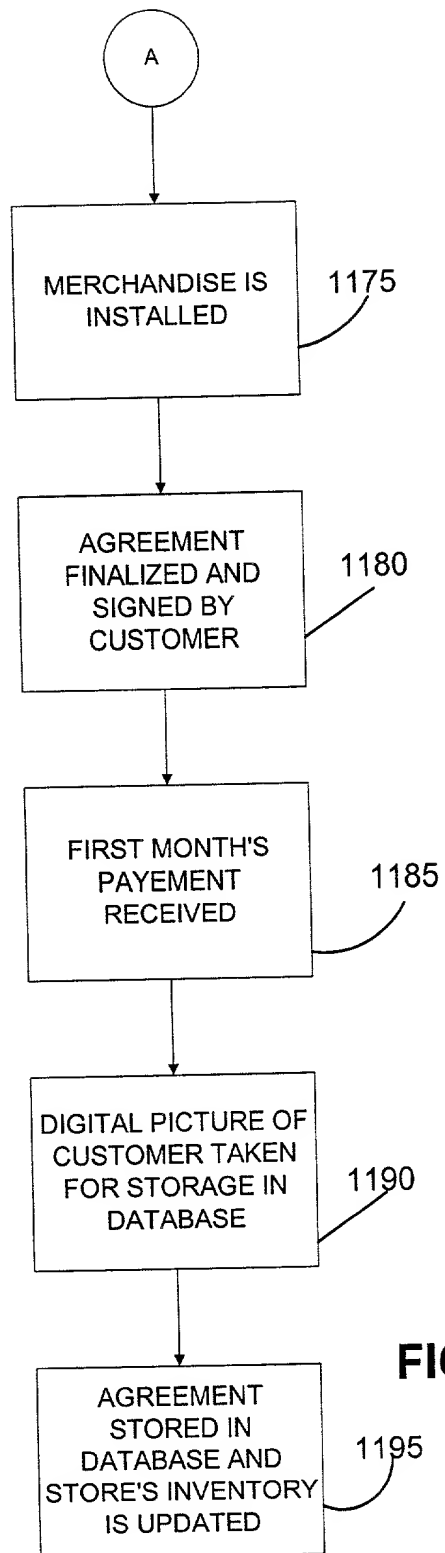 A
MERCHANDISE IS
INSTALLED
1175
AGREEMENT
FINALIZED AND
SIGNED BY
CUSTOMER
1180
FIRST MONTH'S
PAYEMENT
RECEIVED
1185
DIGITAL PICTURE OF
CUSTOMER TAKEN
FOR STORAGE IN
DATABASE
1190
AGREEMENT
STORED IN
DATABASE AND
STORE'S INVENTORY
IS UPDATED
1195